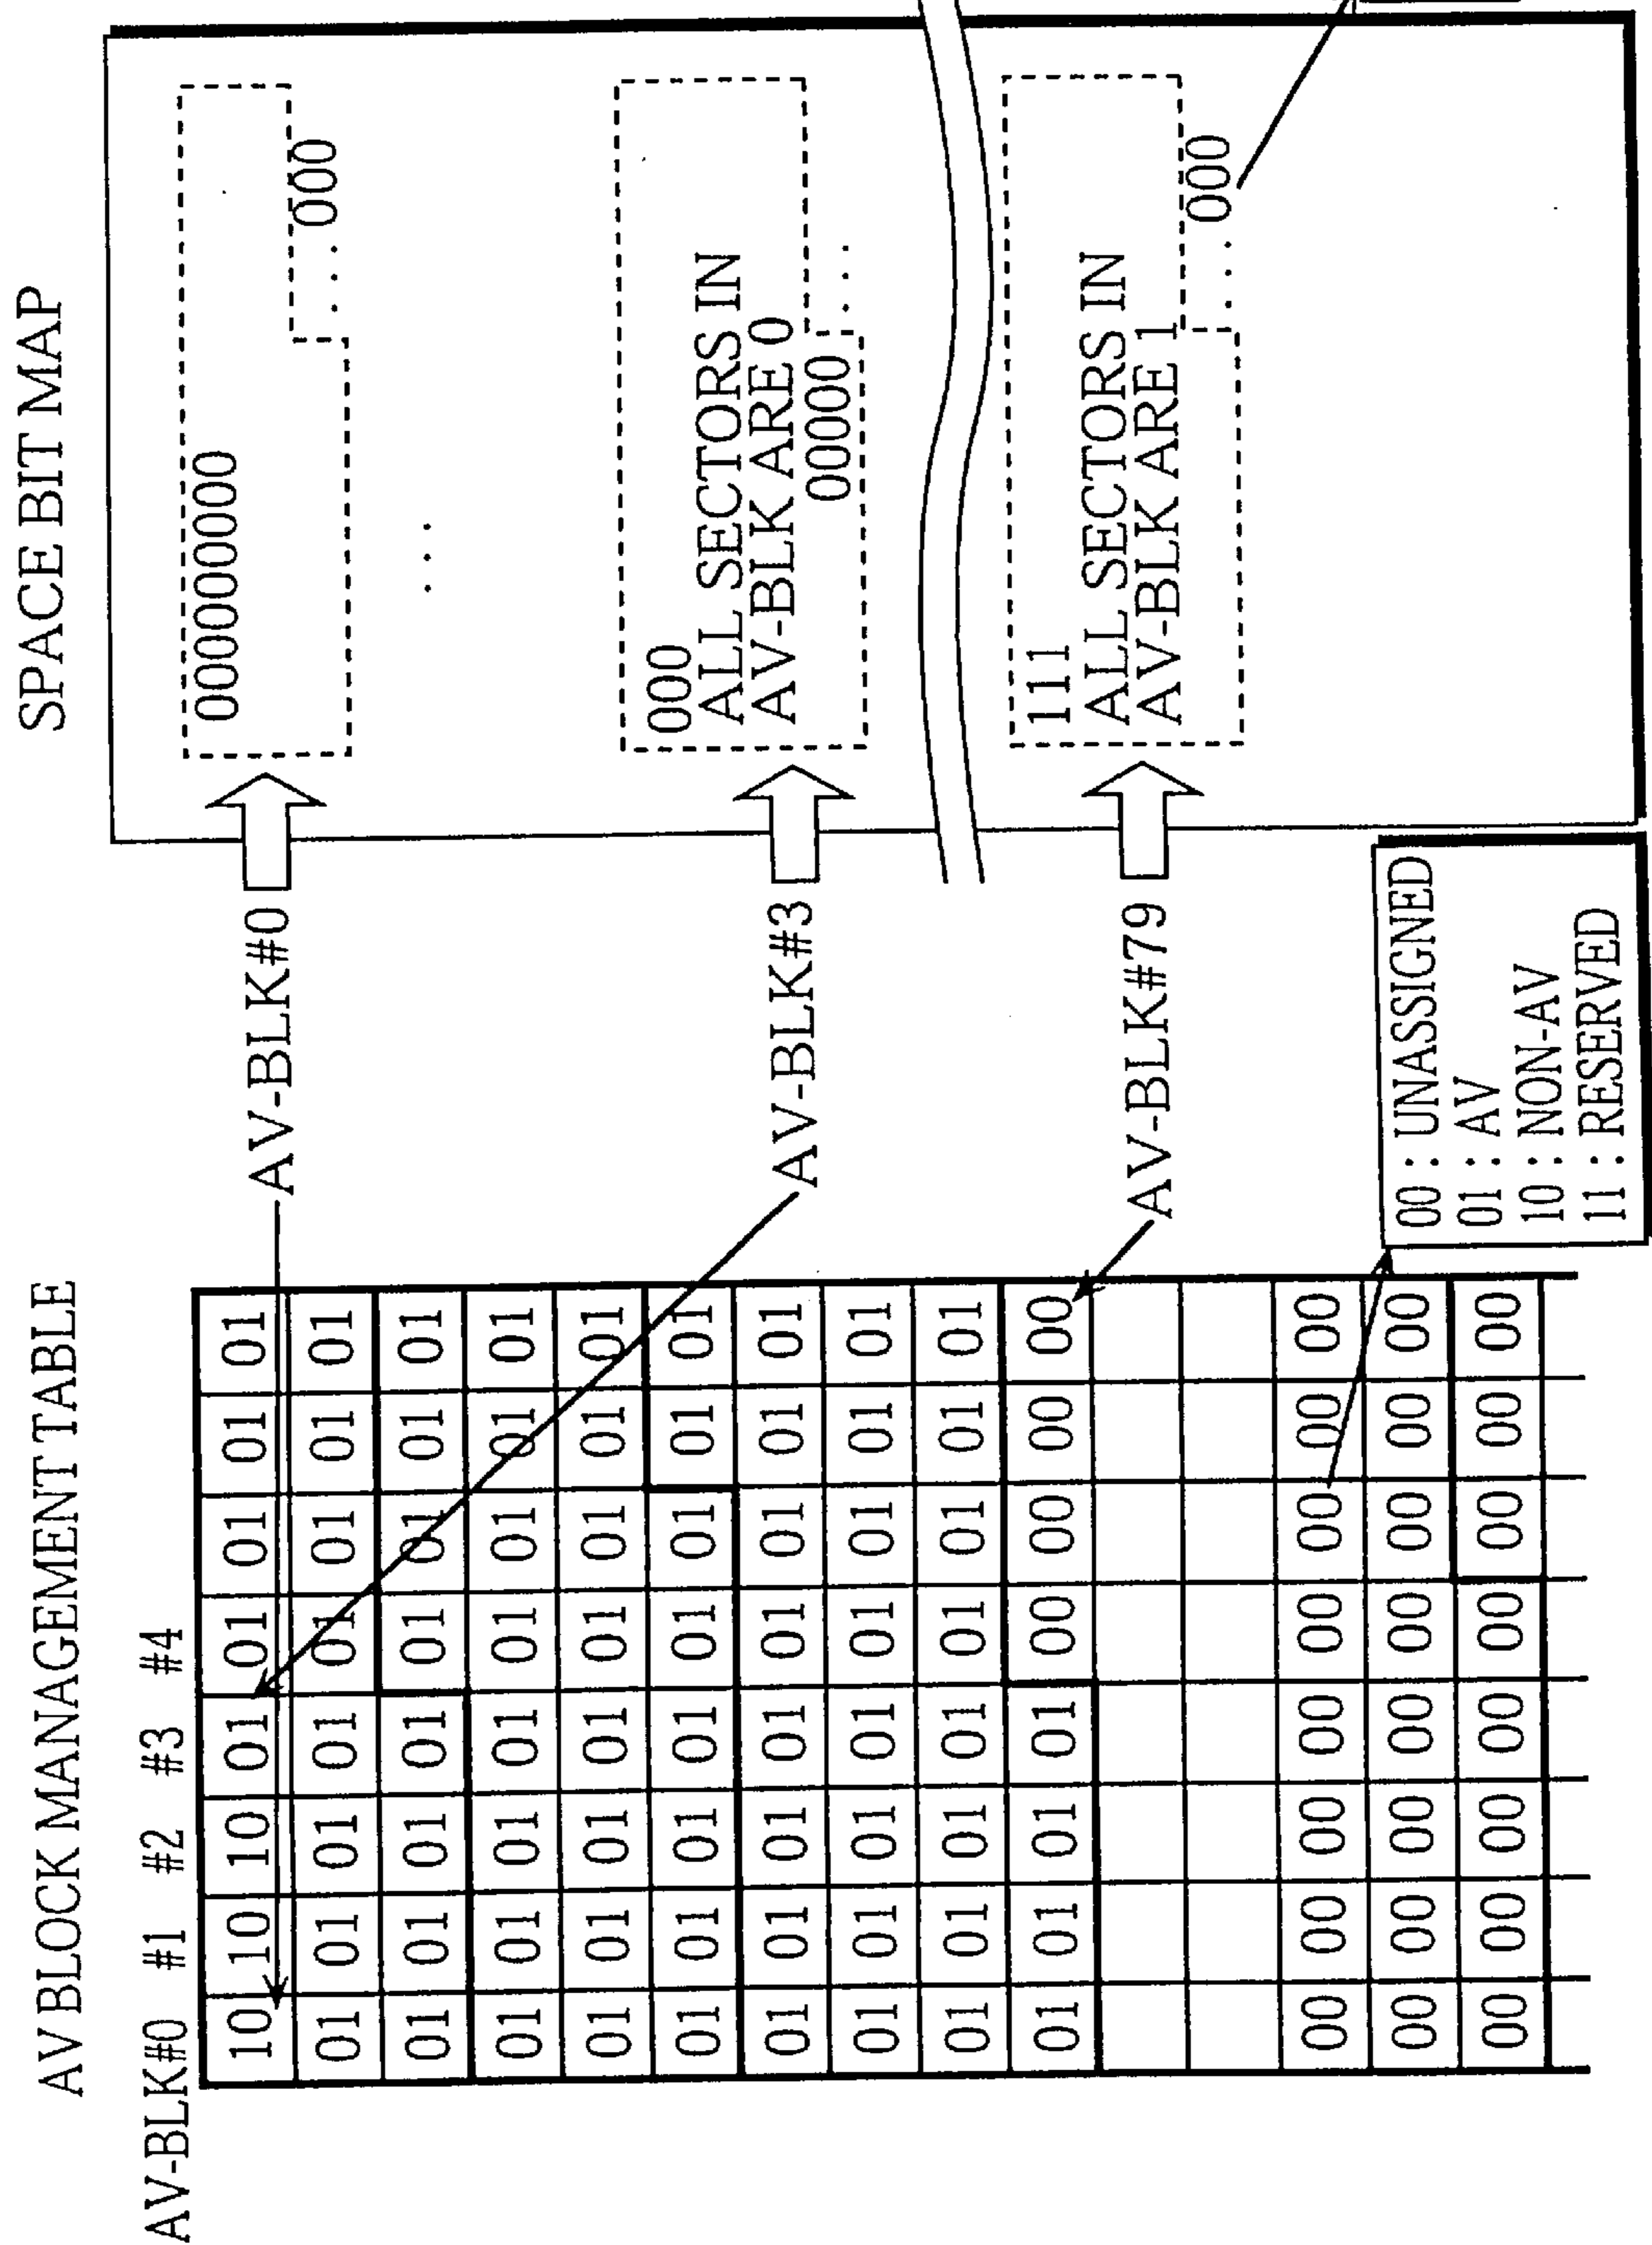 AV BLOCK MANAGEMENT TABLE
AV-BLK#0 #1 #2 #3 #4
10 10 10 01 01 01 01 01
01 01 01 01 01 01 01 01
01 01 01 01 01 01 01 01
01 01 01 01 01 01 01 01
01 01 01 01 01 01 01 01
01 01 01 01 01 01 01 01
01 01 01 01 01 01 01 01
01 01 01 01 01 01 01 01
01 01 01 01 01 01 01 01
01 01 01 01 00 00 00 00
00 00 00 00 00 00 00 00
00 00 00 00 00 00 00 00
00 00 00 00 00 00 00 00
AV-BLK#0
AV-BLK#3
AV-BLK#79
00 : UNASSIGNED
01 : AV
10 : NON-AV
11 : RESERVED
SPACE BIT MAP
000000000
... 000
...
000
ALL SECTORS IN
AV-BLK ARE 0
00000 ...
111
ALL SECTORS IN
AV-BLK ARE 1
... 000